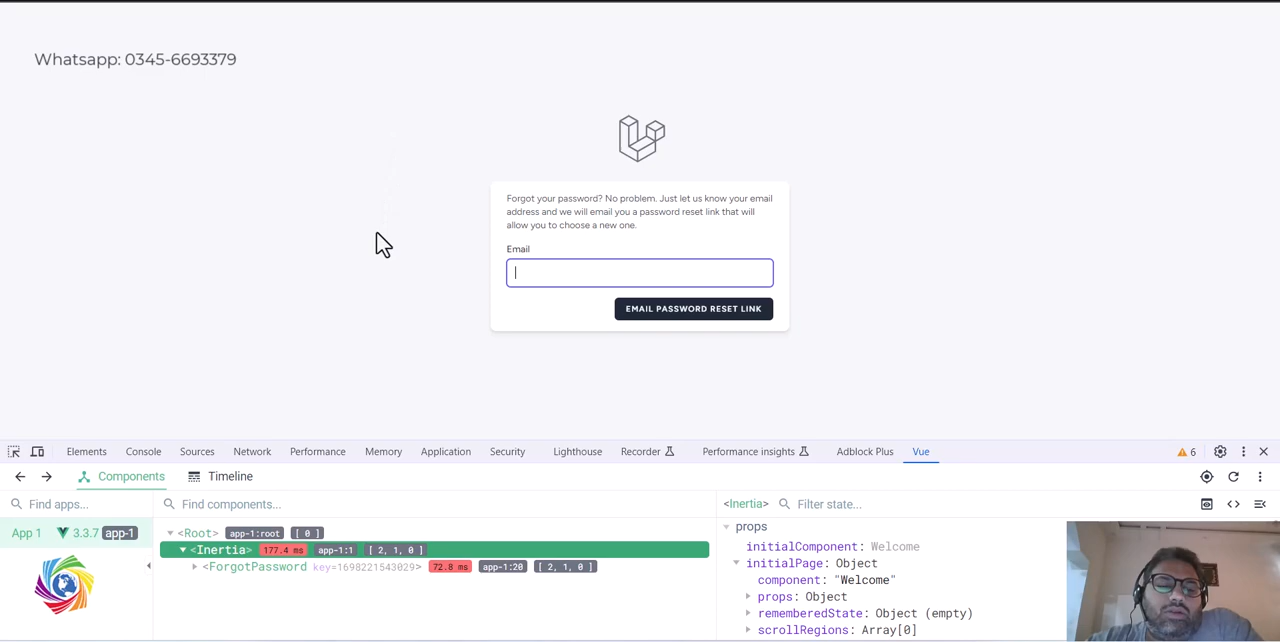 Whatsapp: 0345-6693379
Forgot your password? No problem. Just let us know your email
address and we will email you a password reset link that will
allow you to choose a new one.
Email
EMAIL PASSWORD RESET LINK
Elements Console Sources Network Performance Memory Application Security Lighthouse Recorder Performance insights Adblock Plus Vue 6
Components Timeline
Find apps... Find components... <Inertia> Filter state...
App 1 3.3.7 app-1
<Root> app-1:root [ 0 ]
<Inertia> 177.4 ms app-1:1 [ 2, 1, 0 ]
<ForgotPassword key=1698221543029> 72.8 ms app-1:20 [ 2, 1, 0 ]
props
initialComponent: Welcome
initialPage: Object
component: "Welcome"
props: Object
rememberedState: Object (empty)
scrollRegions: Array[0]